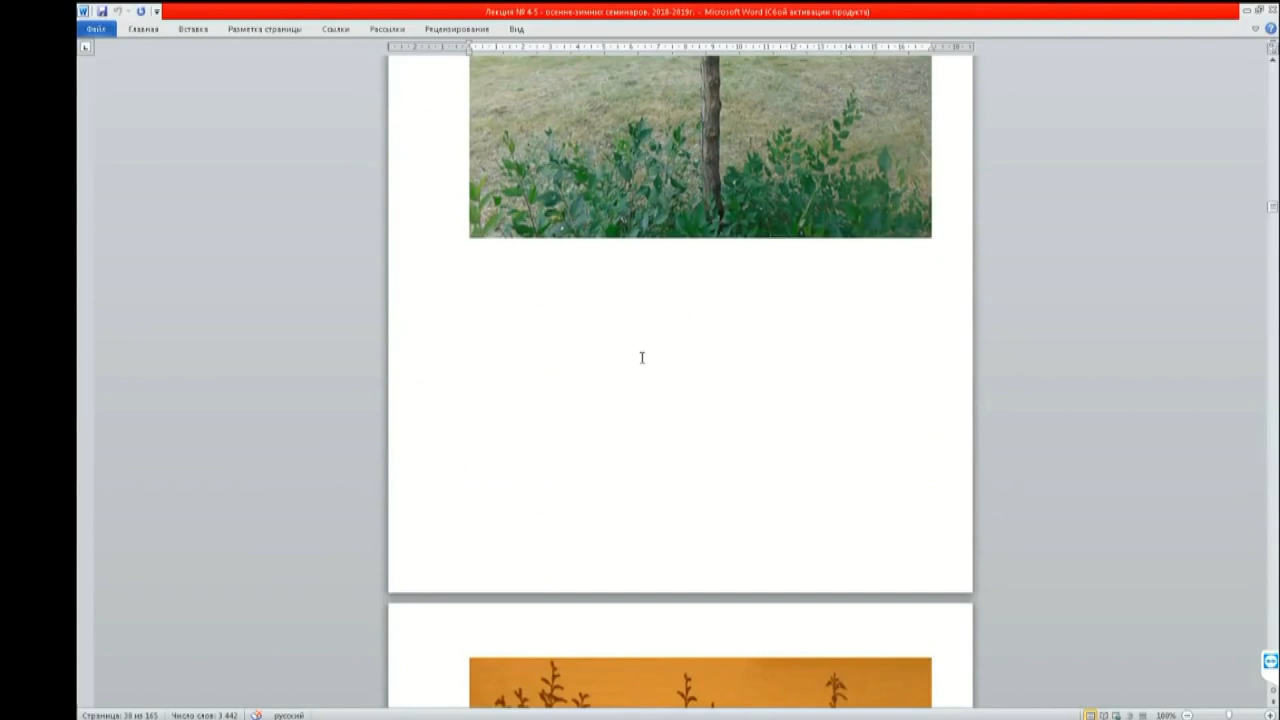 Лекция № 4-5 - осенне-зимних семинаров. 2018-2019г. - Microsoft Word (Сбой активации продукта)
Файл Главная Вставка Разметка страницы Ссылки Рассылки Рецензирование Вид
Страница: 38 из 165 Число слов: 3 442 русский 100%